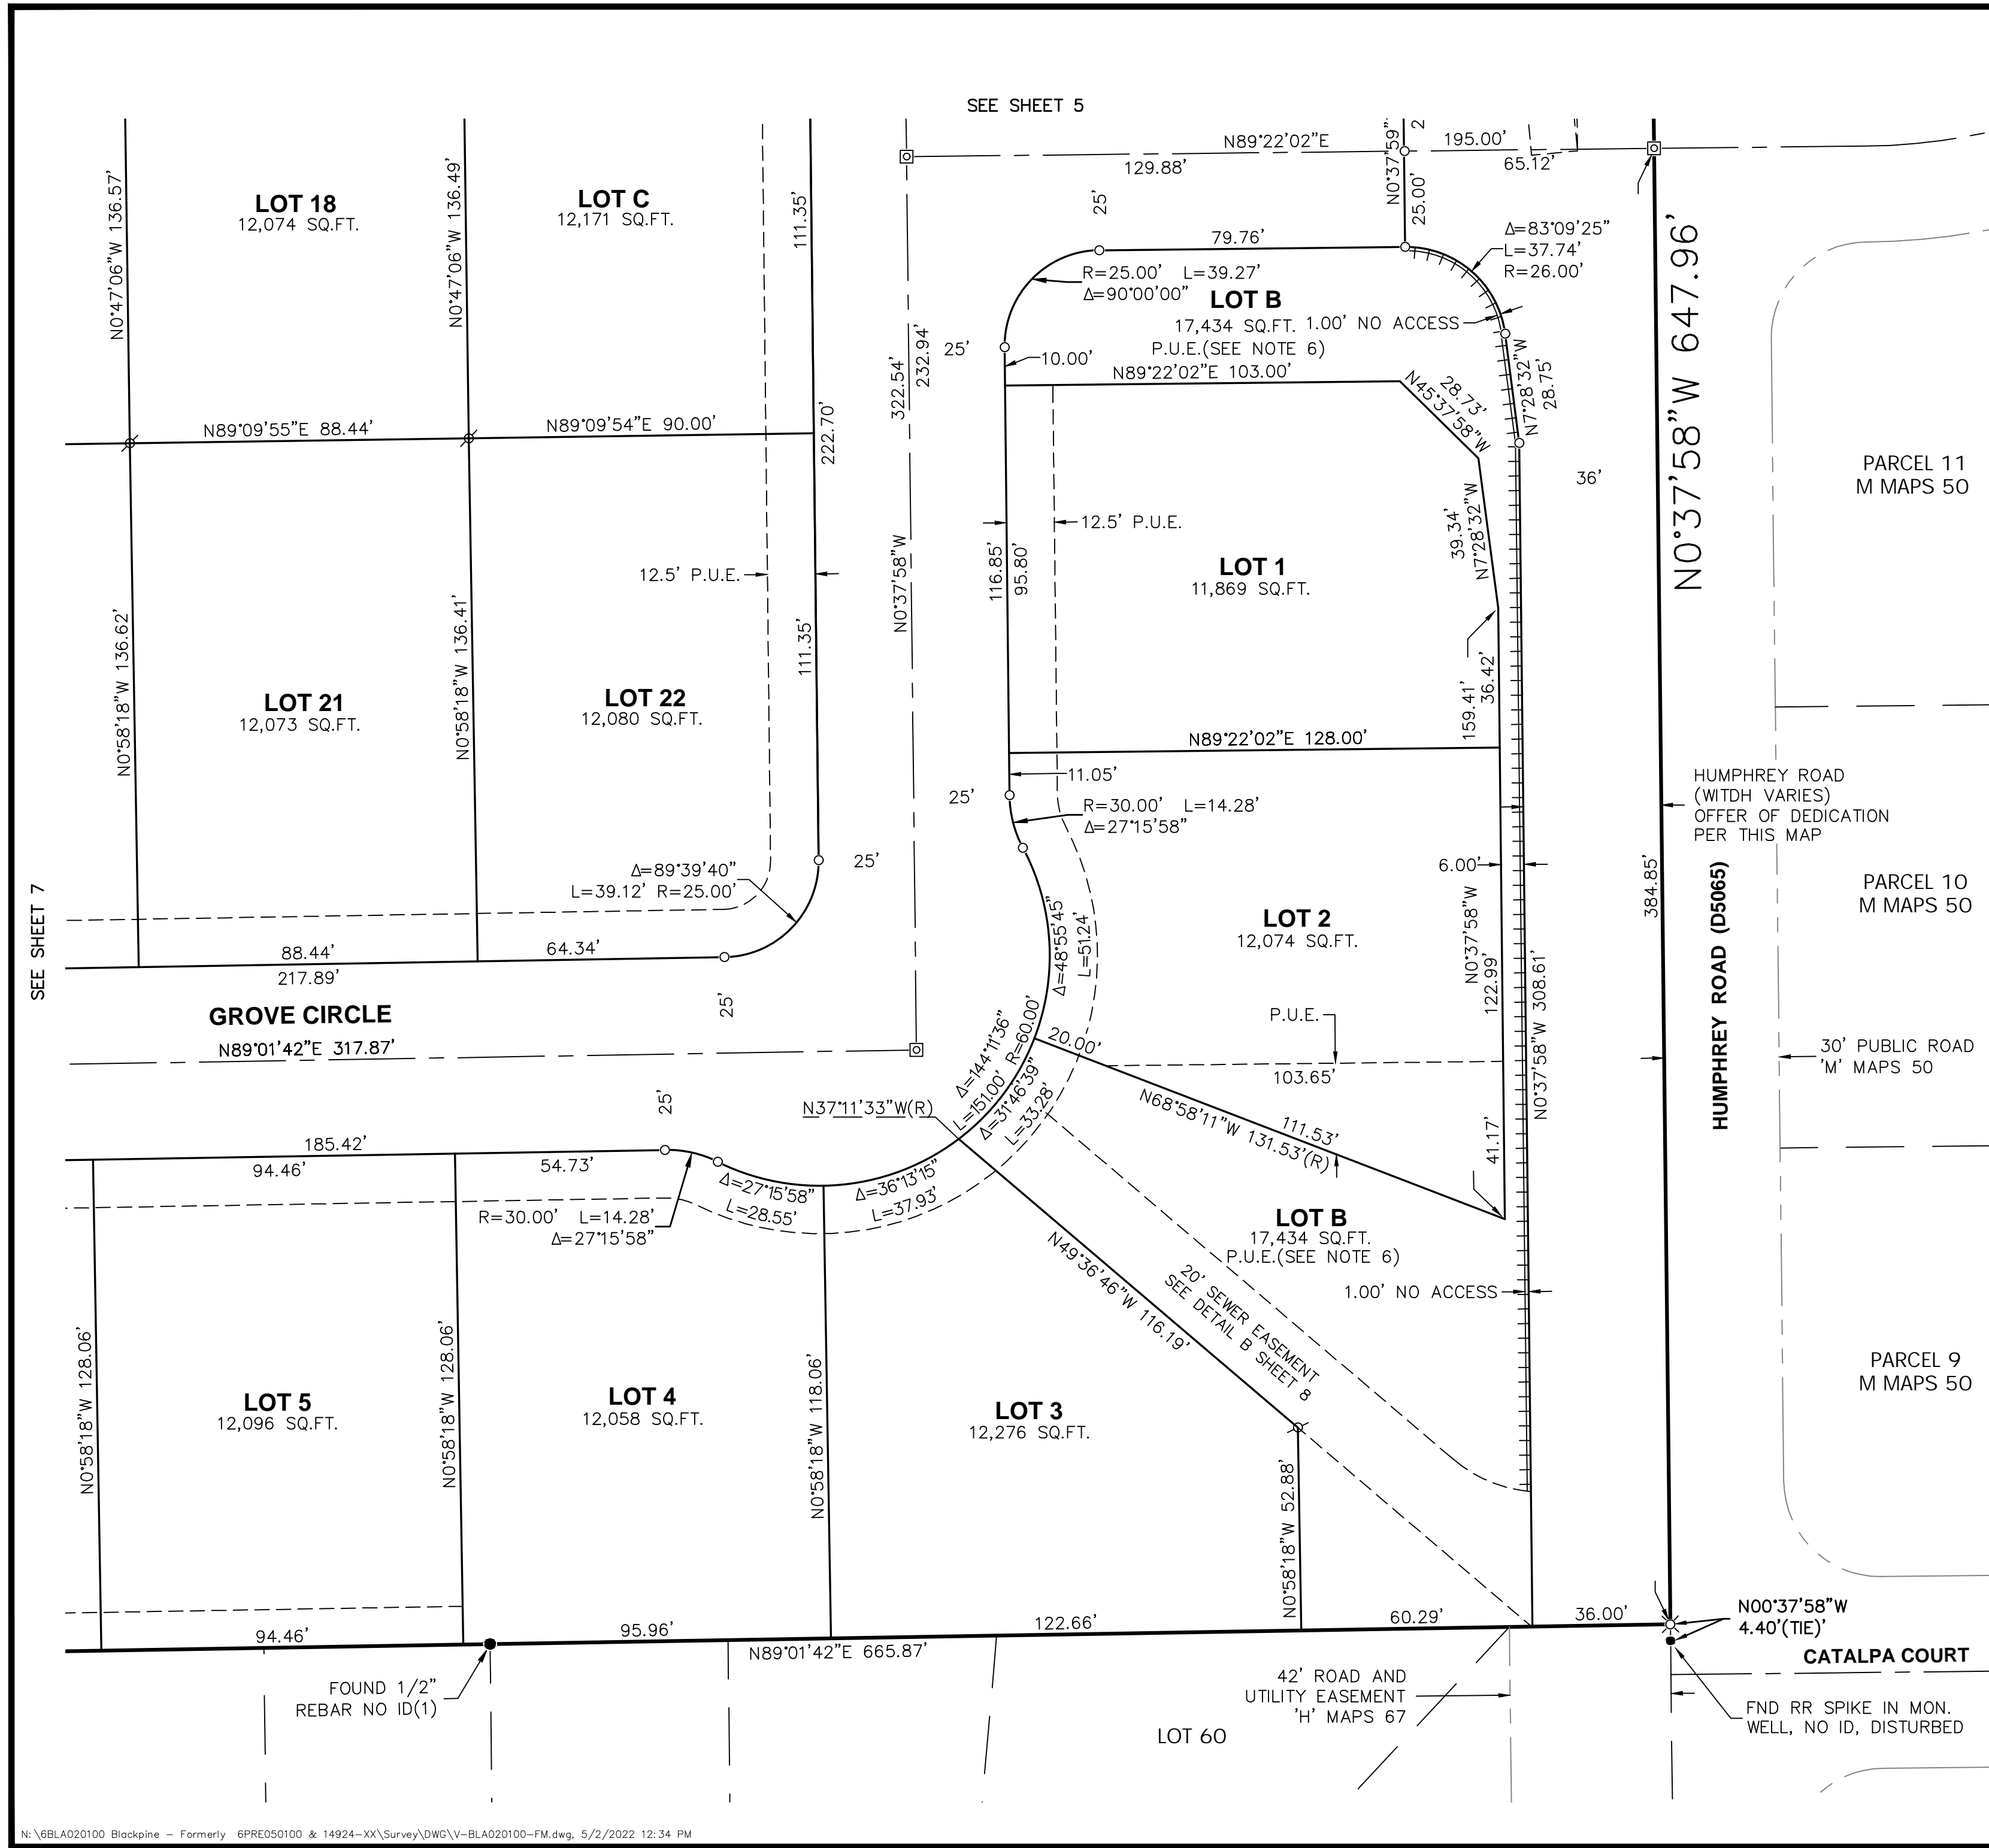 SEE SHEET 5
N0°47'06"W 136.57'
LOT 18
12,074 SQ.FT.
N0°47'06"W 136.49'
LOT C
12,171 SQ.FT.
111.35'
N89°22'02"E
129.88'
N0°37'59"
2
25.00'
195.00'
65.12'
25'
79.76'
Δ=83°09'25"
L=37.74'
R=26.00'
R=25.00' L=39.27'
Δ=90°00'00"
LOT B
17,434 SQ.FT.
P.U.E.(SEE NOTE 6)
1.00' NO ACCESS
N7°28'32"W
28.75'
N0°37'58"W 647.96'
322.54'
232.94'
25'
10.00'
N89°22'02"E 103.00'
28.73'
N45°37'58"W
N89°09'55"E 88.44'
N89°09'54"E 90.00'
222.70'
36'
PARCEL 11
M MAPS 50
12.5' P.U.E.
12.5' P.U.E.
N0°37'58"W
116.85'
95.80'
LOT 1
11,869 SQ.FT.
39.34'
N7°28'32"W
N0°58'18"W 136.62'
LOT 21
12,073 SQ.FT.
N0°58'18"W 136.41'
LOT 22
12,080 SQ.FT.
111.35'
159.41'
36.42'
N89°22'02"E 128.00'
11.05'
25'
R=30.00' L=14.28'
Δ=27°15'58"
HUMPHREY ROAD
(WITDH VARIES)
OFFER OF DEDICATION
PER THIS MAP
SEE SHEET 7
Δ=89°39'40"
L=39.12' R=25.00'
25'
6.00'
384.85'
HUMPHREY ROAD (D5065)
PARCEL 10
M MAPS 50
Δ=48°55'45"
L=51.24'
LOT 2
12,074 SQ.FT.
N0°37'58"W
122.99'
N0°37'58"W 308.61'
88.44'
64.34'
217.89'
GROVE CIRCLE
25'
N89°01'42"E 317.87'
P.U.E.
103.65'
30' PUBLIC ROAD
'M' MAPS 50
Δ=144°11'36"
L=151.00' R=60.00'
Δ=31°46'39"
L=33.28'
20.00'
N68°58'11"W 131.53'(R)
111.53'
41.17'
N37°11'33"W(R)
25'
185.42'
94.46'
54.73'
Δ=27°15'58"
L=28.55'
Δ=36°13'15"
L=37.93'
R=30.00' L=14.28'
Δ=27°15'58"
LOT B
17,434 SQ.FT.
P.U.E.(SEE NOTE 6)
1.00' NO ACCESS
20' SEWER EASEMENT
SEE DETAIL B SHEET 8
N49°36'46"W 116.19'
N0°58'18"W 128.06'
LOT 5
12,096 SQ.FT.
N0°58'18"W 128.06'
LOT 4
12,058 SQ.FT.
N0°58'18"W 118.06'
LOT 3
12,276 SQ.FT.
N0°58'18"W 52.88'
PARCEL 9
M MAPS 50
94.46'
95.96'
122.66'
60.29'
36.00'
N89°01'42"E 665.87'
N00°37'58"W
4.40'(TIE)'
CATALPA COURT
FOUND 1/2"
REBAR NO ID(1)
42' ROAD AND
UTILITY EASEMENT
'H' MAPS 67
LOT 60
FND RR SPIKE IN MON.
WELL, NO ID, DISTURBED
N:\6BLA020100 Blackpine – Formerly 6PRE050100 & 14924-XX\Survey\DWG\V-BLA020100-FM.dwg, 5/2/2022 12:34 PM